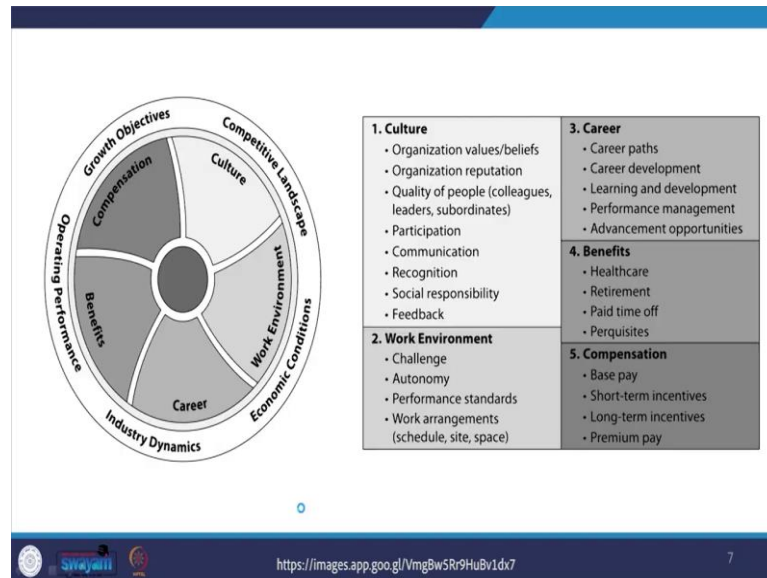 Growth Objectives
Competitive Landscape
Operating Performance
Economic Conditions
Industry Dynamics
Compensation
Culture
Benefits
Work Environment
Career
1. Culture
• Organization values/beliefs
• Organization reputation
• Quality of people (colleagues,
leaders, subordinates)
• Participation
• Communication
• Recognition
• Social responsibility
• Feedback
2. Work Environment
• Challenge
• Autonomy
• Performance standards
• Work arrangements
(schedule, site, space)
3. Career
• Career paths
• Career development
• Learning and development
• Performance management
• Advancement opportunities
4. Benefits
• Healthcare
• Retirement
• Paid time off
• Perquisites
5. Compensation
• Base pay
• Short-term incentives
• Long-term incentives
• Premium pay
swayam
https://images.app.goo.gl/VmgBw5Rr9HuBv1dx7
7